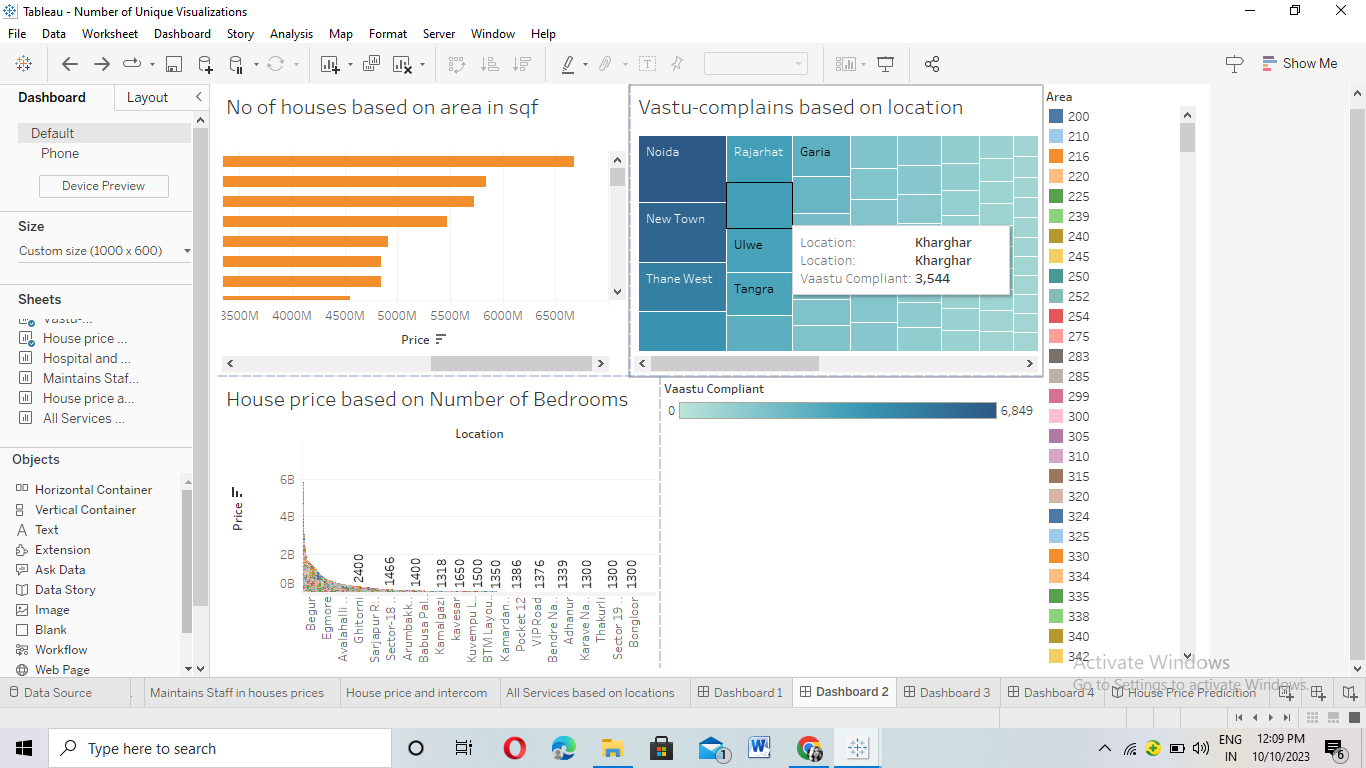 Tableau - Number of Unique Visualizations
File Data Worksheet Dashboard Story Analysis Map Format Server Window Help
Show Me
Dashboard Layout
Default
Phone
Device Preview
Size
Custom size (1000 x 600)
Sheets
House price ...
Hospital and ...
Maintains Staf...
House price a...
All Services ...
Objects
Horizontal Container
Vertical Container
Text
Extension
Ask Data
Data Story
Image
Blank
Workflow
Web Page
No of houses based on area in sqf
3500M 4000M 4500M 5000M 5500M 6000M 6500M
Price
Vastu-complains based on location
Noida
Rajarhat
Garia
New Town
Ulwe
Thane West
Tangra
Location: Kharghar
Location: Kharghar
Vaastu Compliant: 3,544
House price based on Number of Bedrooms
Location
Price
6B
4B
2B
0B
2400 1466 1400 1318 1650 1500 1350 1386 1376 1339 1300 1300 1300
Begur
Egmore
Avalahalli ...
Ghitorni
Sarjapur R...
Sector-18 ...
Arumbakk...
Babusa Pal...
Kamalgazi
kavesar
Kuvempu L...
BTM Layou...
Kamardan...
Pocket 12
VIP Road
Bendre Na...
Adhanur
Karave Na...
Thakurli
Sector 19 ...
Bongloor
Vaastu Compliant
0 6,849
Area
200
210
216
220
225
239
240
245
250
252
254
275
283
285
299
300
305
310
315
320
324
325
330
334
335
338
340
342
Activate Windows
Go to Settings to activate Windows.
Data Source Maintains Staff in houses prices House price and intercom All Services based on locations Dashboard 1 Dashboard 2 Dashboard 3 Dashboard 4 House Price Predicition
Type here to search
1
W
ENG
IN
12:09 PM
10/10/2023
6